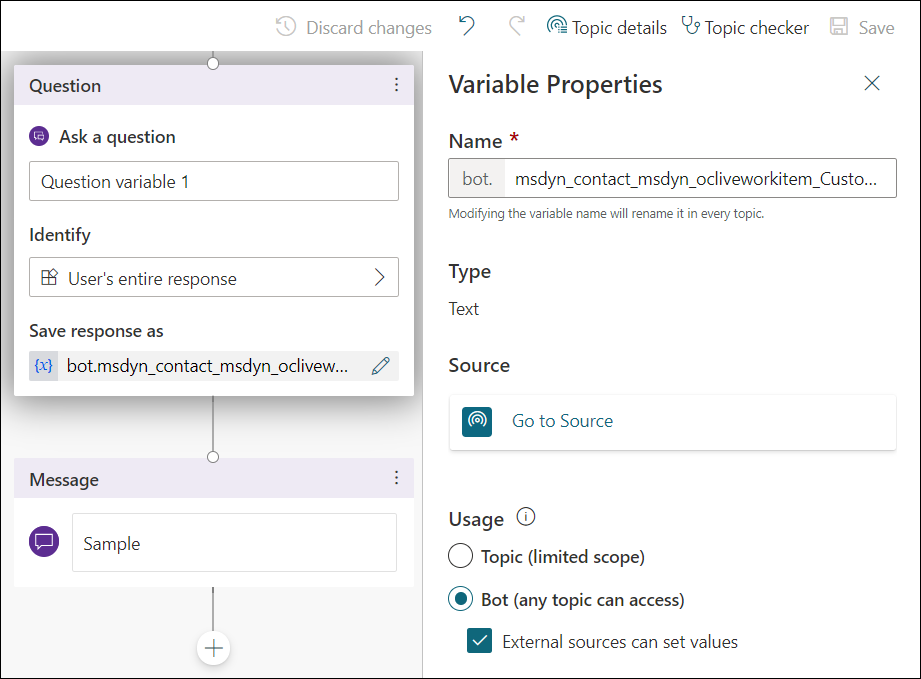 Discard changes
Topic details
Topic checker
Save
Question
Ask a question
Question variable 1
Identify
User's entire response
Save response as
{x} bot.msdyn_contact_msdyn_oclivew...
Message
Sample
Variable Properties
Name *
bot. msdyn_contact_msdyn_ocliveworkitem_Custo...
Modifying the variable name will rename it in every topic.
Type
Text
Source
Go to Source
Usage
Topic (limited scope)
Bot (any topic can access)
External sources can set values